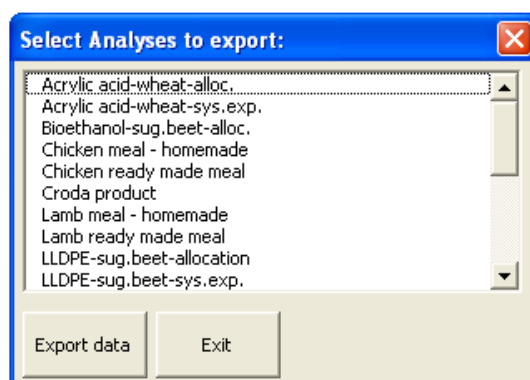 Select Analyses to export:
Acrylic acid-wheat-alloc.
Acrylic acid-wheat-sys.exp.
Bioethanol-sug.beet-alloc.
Chicken meal - homemade
Chicken ready made meal
Croda product
Lamb meal - homemade
Lamb ready made meal
LLDPE-sug.beet-allocation
LLDPE-sug.beet-sys.exp.
Export data
Exit